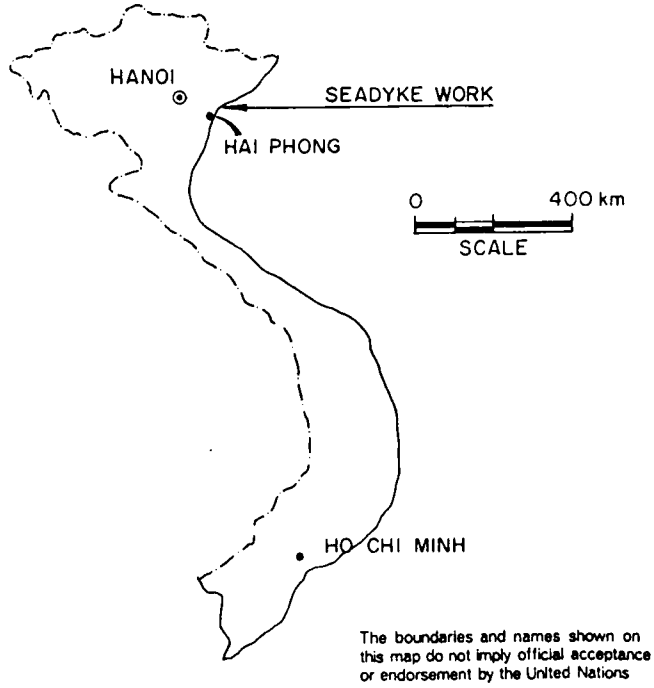 HANOI
SEADYKE WORK
HAI PHONG
0 400 km
SCALE
HO CHI MINH
The boundaries and names shown on
this map do not imply official acceptance
or endorsement by the United Nations